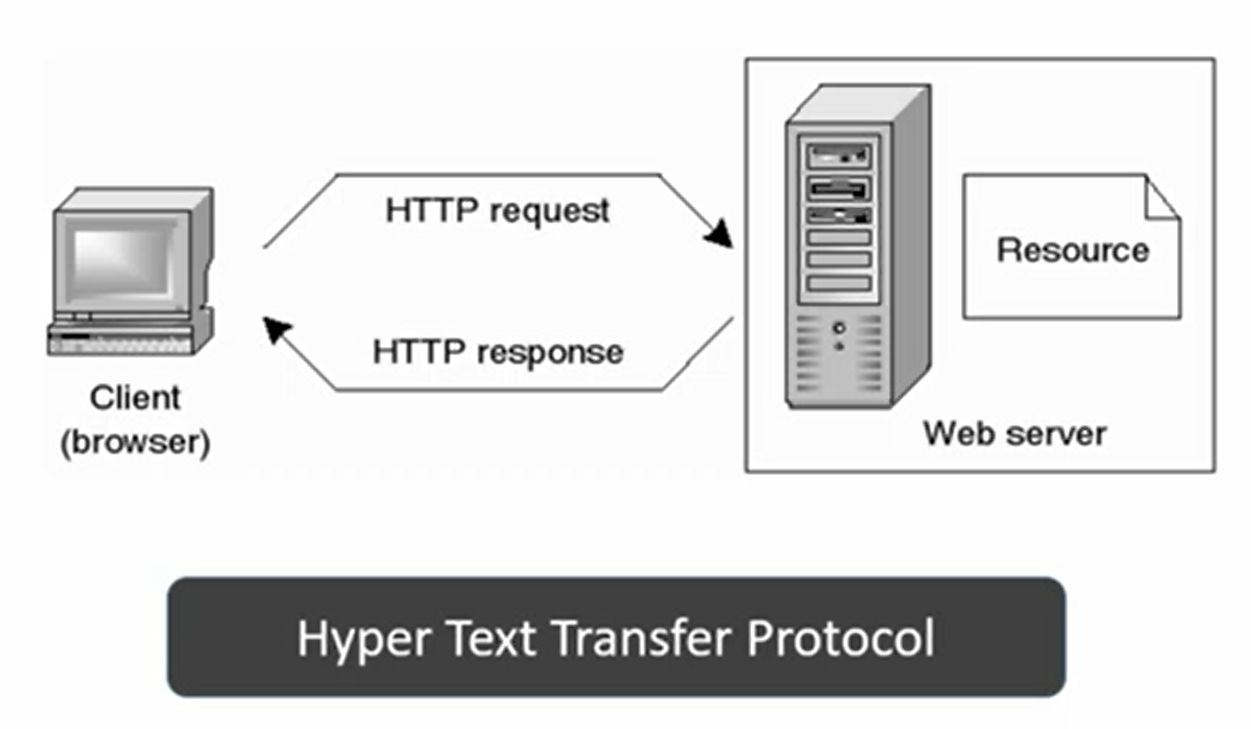 HTTP request
HTTP response
Client
(browser)
Resource
Web server
Hyper Text Transfer Protocol